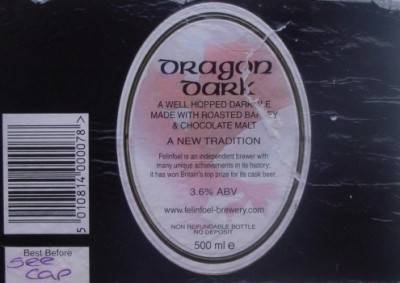 DRAGON
DARK
A WELL HOPPED DARK ALE
MADE WITH ROASTED BARLEY
& CHOCOLATE MALT
A NEW TRADITION
Felinfoel is an independent brewer with
many unique achievements in its history;
it has won Britain's top prize for its cask beer.
3.6% ABV
www.felinfoel-brewery.com
NON REFUNDABLE BOTTLE
NO DEPOSIT
500 ml e
5 010814 000078 >
Best Before
see
cap